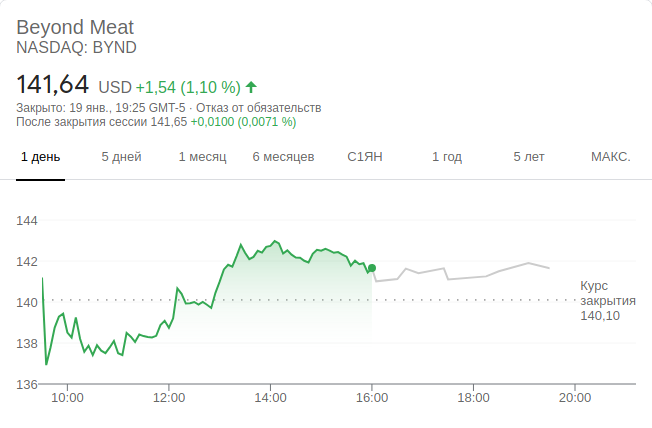 Beyond Meat
NASDAQ: BYND
141,64 USD +1,54 (1,10 %)
Закрыто: 19 янв., 19:25 GMT-5 · Отказ от обязательств
После закрытия сессии 141,65 +0,0100 (0,0071 %)
1 день 5 дней 1 месяц 6 месяцев С1ЯН 1 год 5 лет МАКС.
144
142
140
138
136
Курс
закрытия
140,10
10:00 12:00 14:00 16:00 18:00 20:00